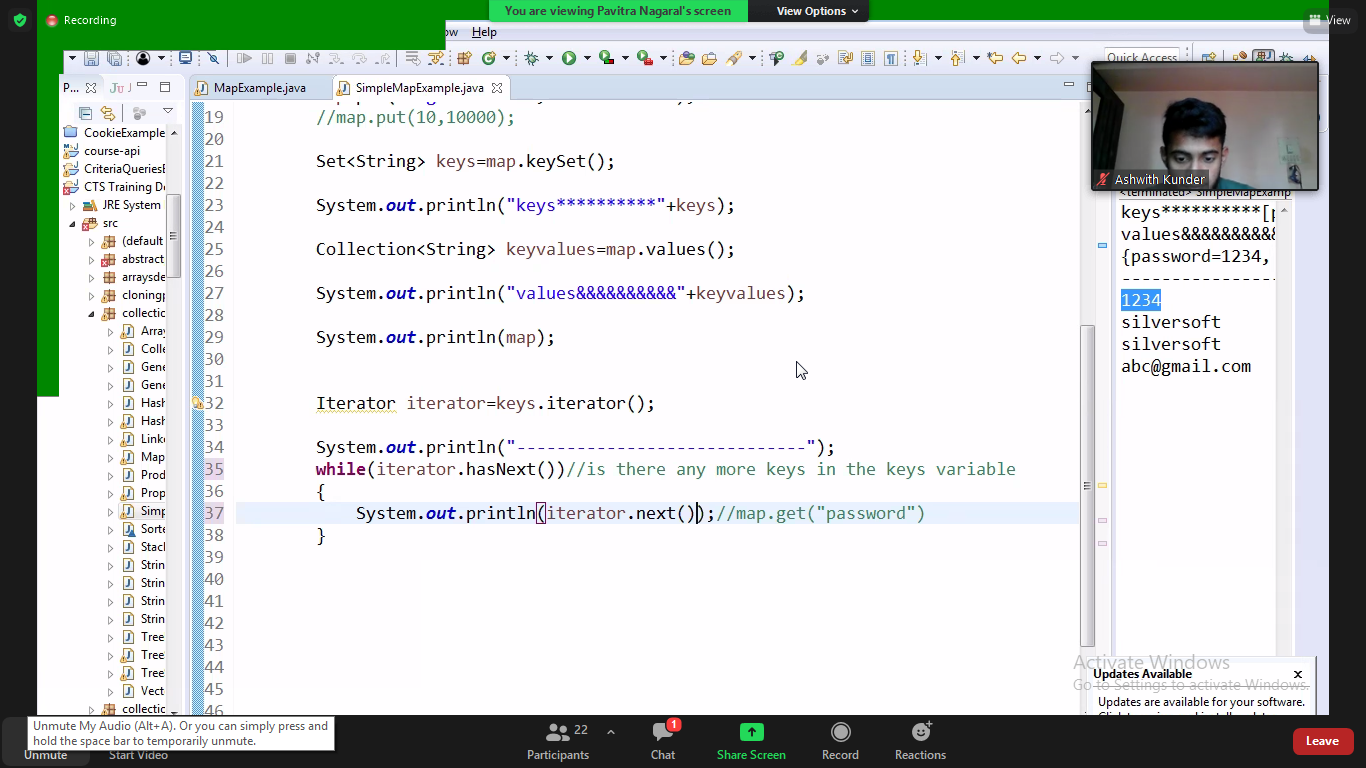 Recording
You are viewing Pavitra Nagaral's screen
View Options
View
ow Help
Quick Access
P...
Ju
MapExample.java
SimpleMapExample.java
CookieExample
course-api
CriteriaQueriesE
CTS Training De
JRE System
src
(default
abstract
arraysde
cloningp
collectio
Array
Colle
Gene
Gene
Hash
Hash
Linke
Map
Prod
Prop
Simp
Sorte
Stack
Strin
Strin
Strin
Strin
Tree
Tree
Tree
Vect
collectio
19 //map.put(10,10000);
20
21 Set<String> keys=map.keySet();
22
23 System.out.println("keys**********"+keys);
24
25 Collection<String> keyvalues=map.values();
26
27 System.out.println("values&&&&&&&&&&"+keyvalues);
28
29 System.out.println(map);
30
31
32 Iterator iterator=keys.iterator();
33
34 System.out.println("-----------------------------");
35 while(iterator.hasNext())//is there any more keys in the keys variable
36 {
37 System.out.println(iterator.next());//map.get("password")
38 }
39
40
41
42
43
44
45
46
Ashwith Kunder
<terminated> SimpleMapExamp
keys**********[p
values&&&&&&&&&&
{password=1234,
-----------------
1234
silversoft
silversoft
abc@gmail.com
Activate Windows
Go to Settings to activate Windows.
Updates Available
Updates are available for your software.
Unmute My Audio (Alt+A). Or you can simply press and
hold the space bar to temporarily unmute.
Unmute
Start Video
22
Participants
1
Chat
Share Screen
Record
Reactions
Leave